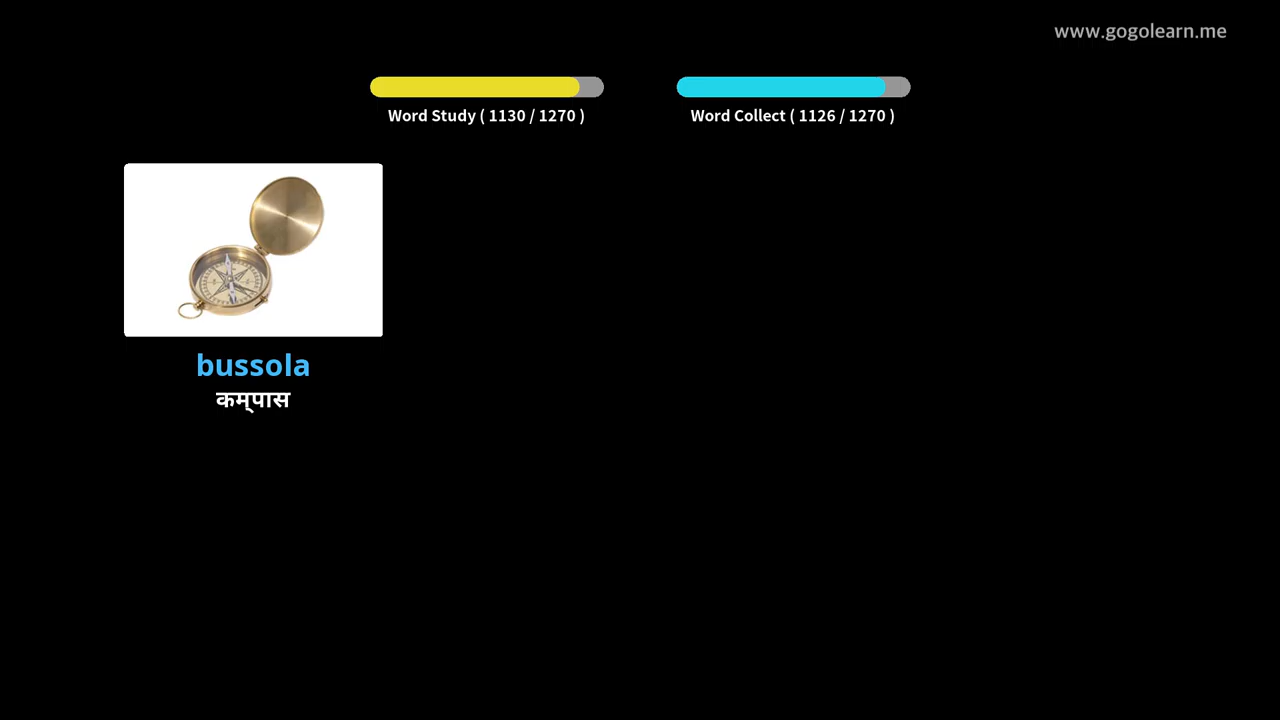 www.gogolearn.me
Word Study ( 1130 / 1270 )
Word Collect ( 1126 / 1270 )
bussola
कम्पास